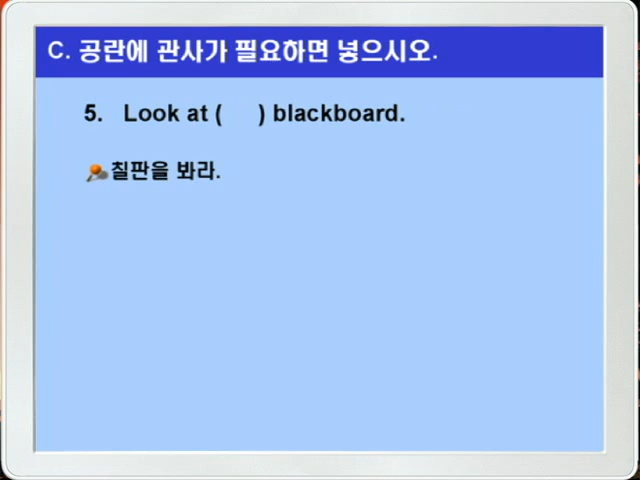 C. 공란에 관사가 필요하면 넣으시오.
5. Look at ( ) blackboard.
칠판을 봐라.